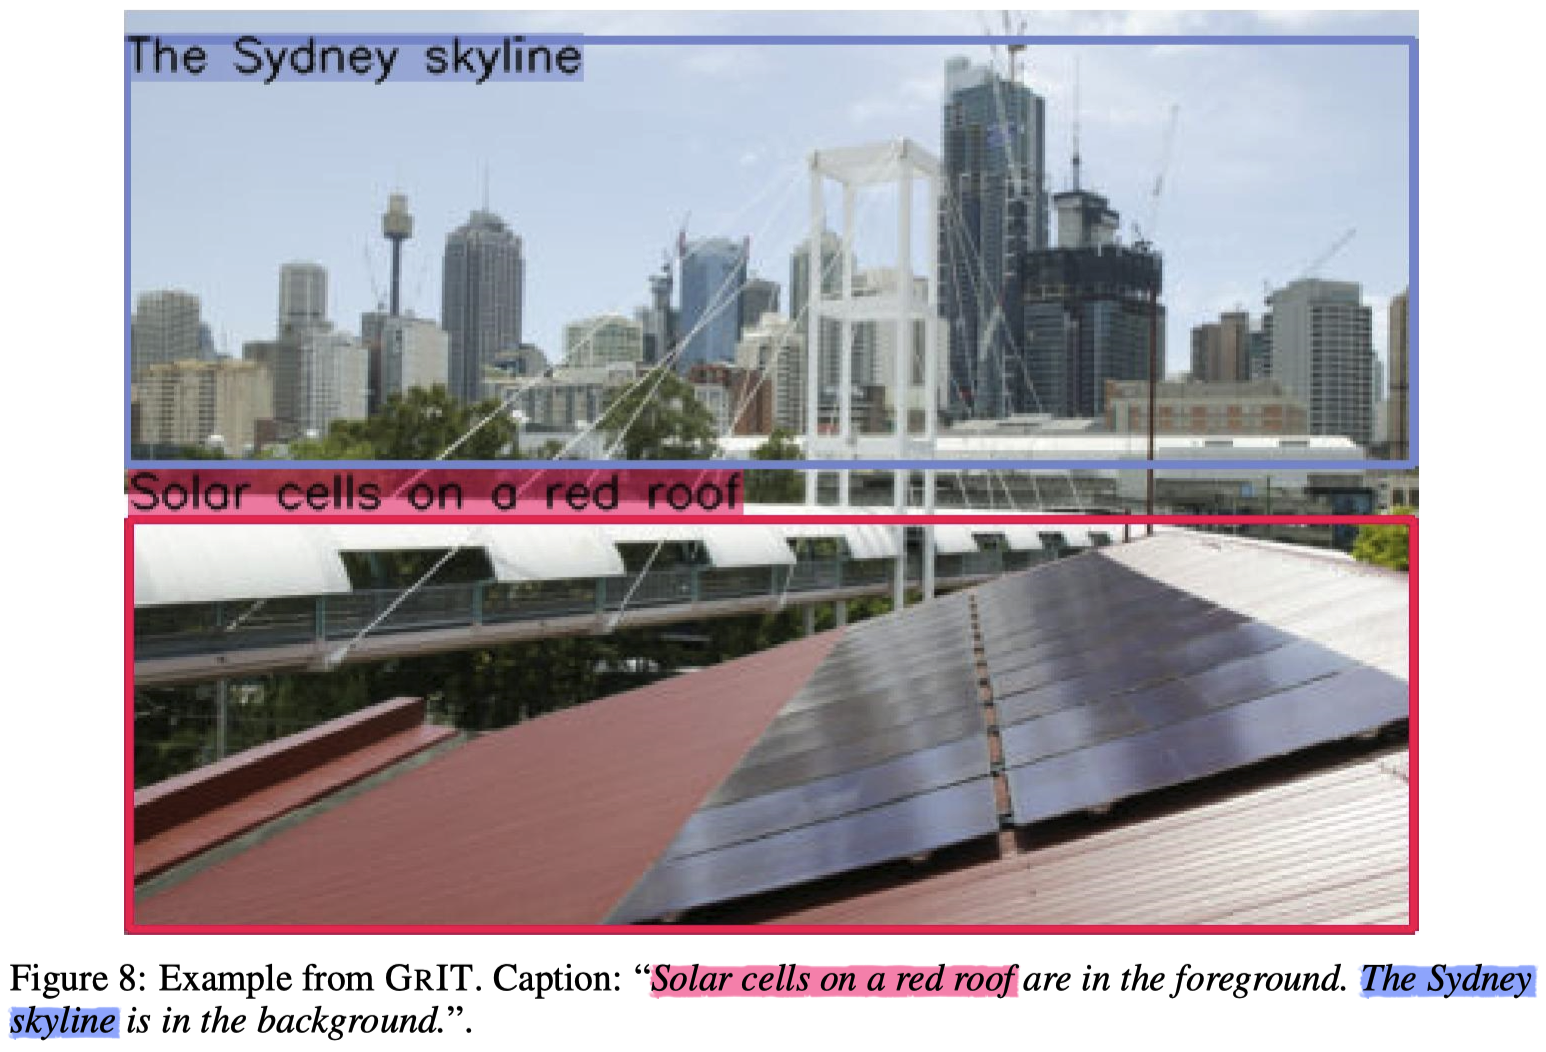 The Sydney skyline
Solar cells on a red roof
Figure 8: Example from GRIT. Caption: “Solar cells on a red roof are in the foreground. The Sydney
skyline is in the background.”.